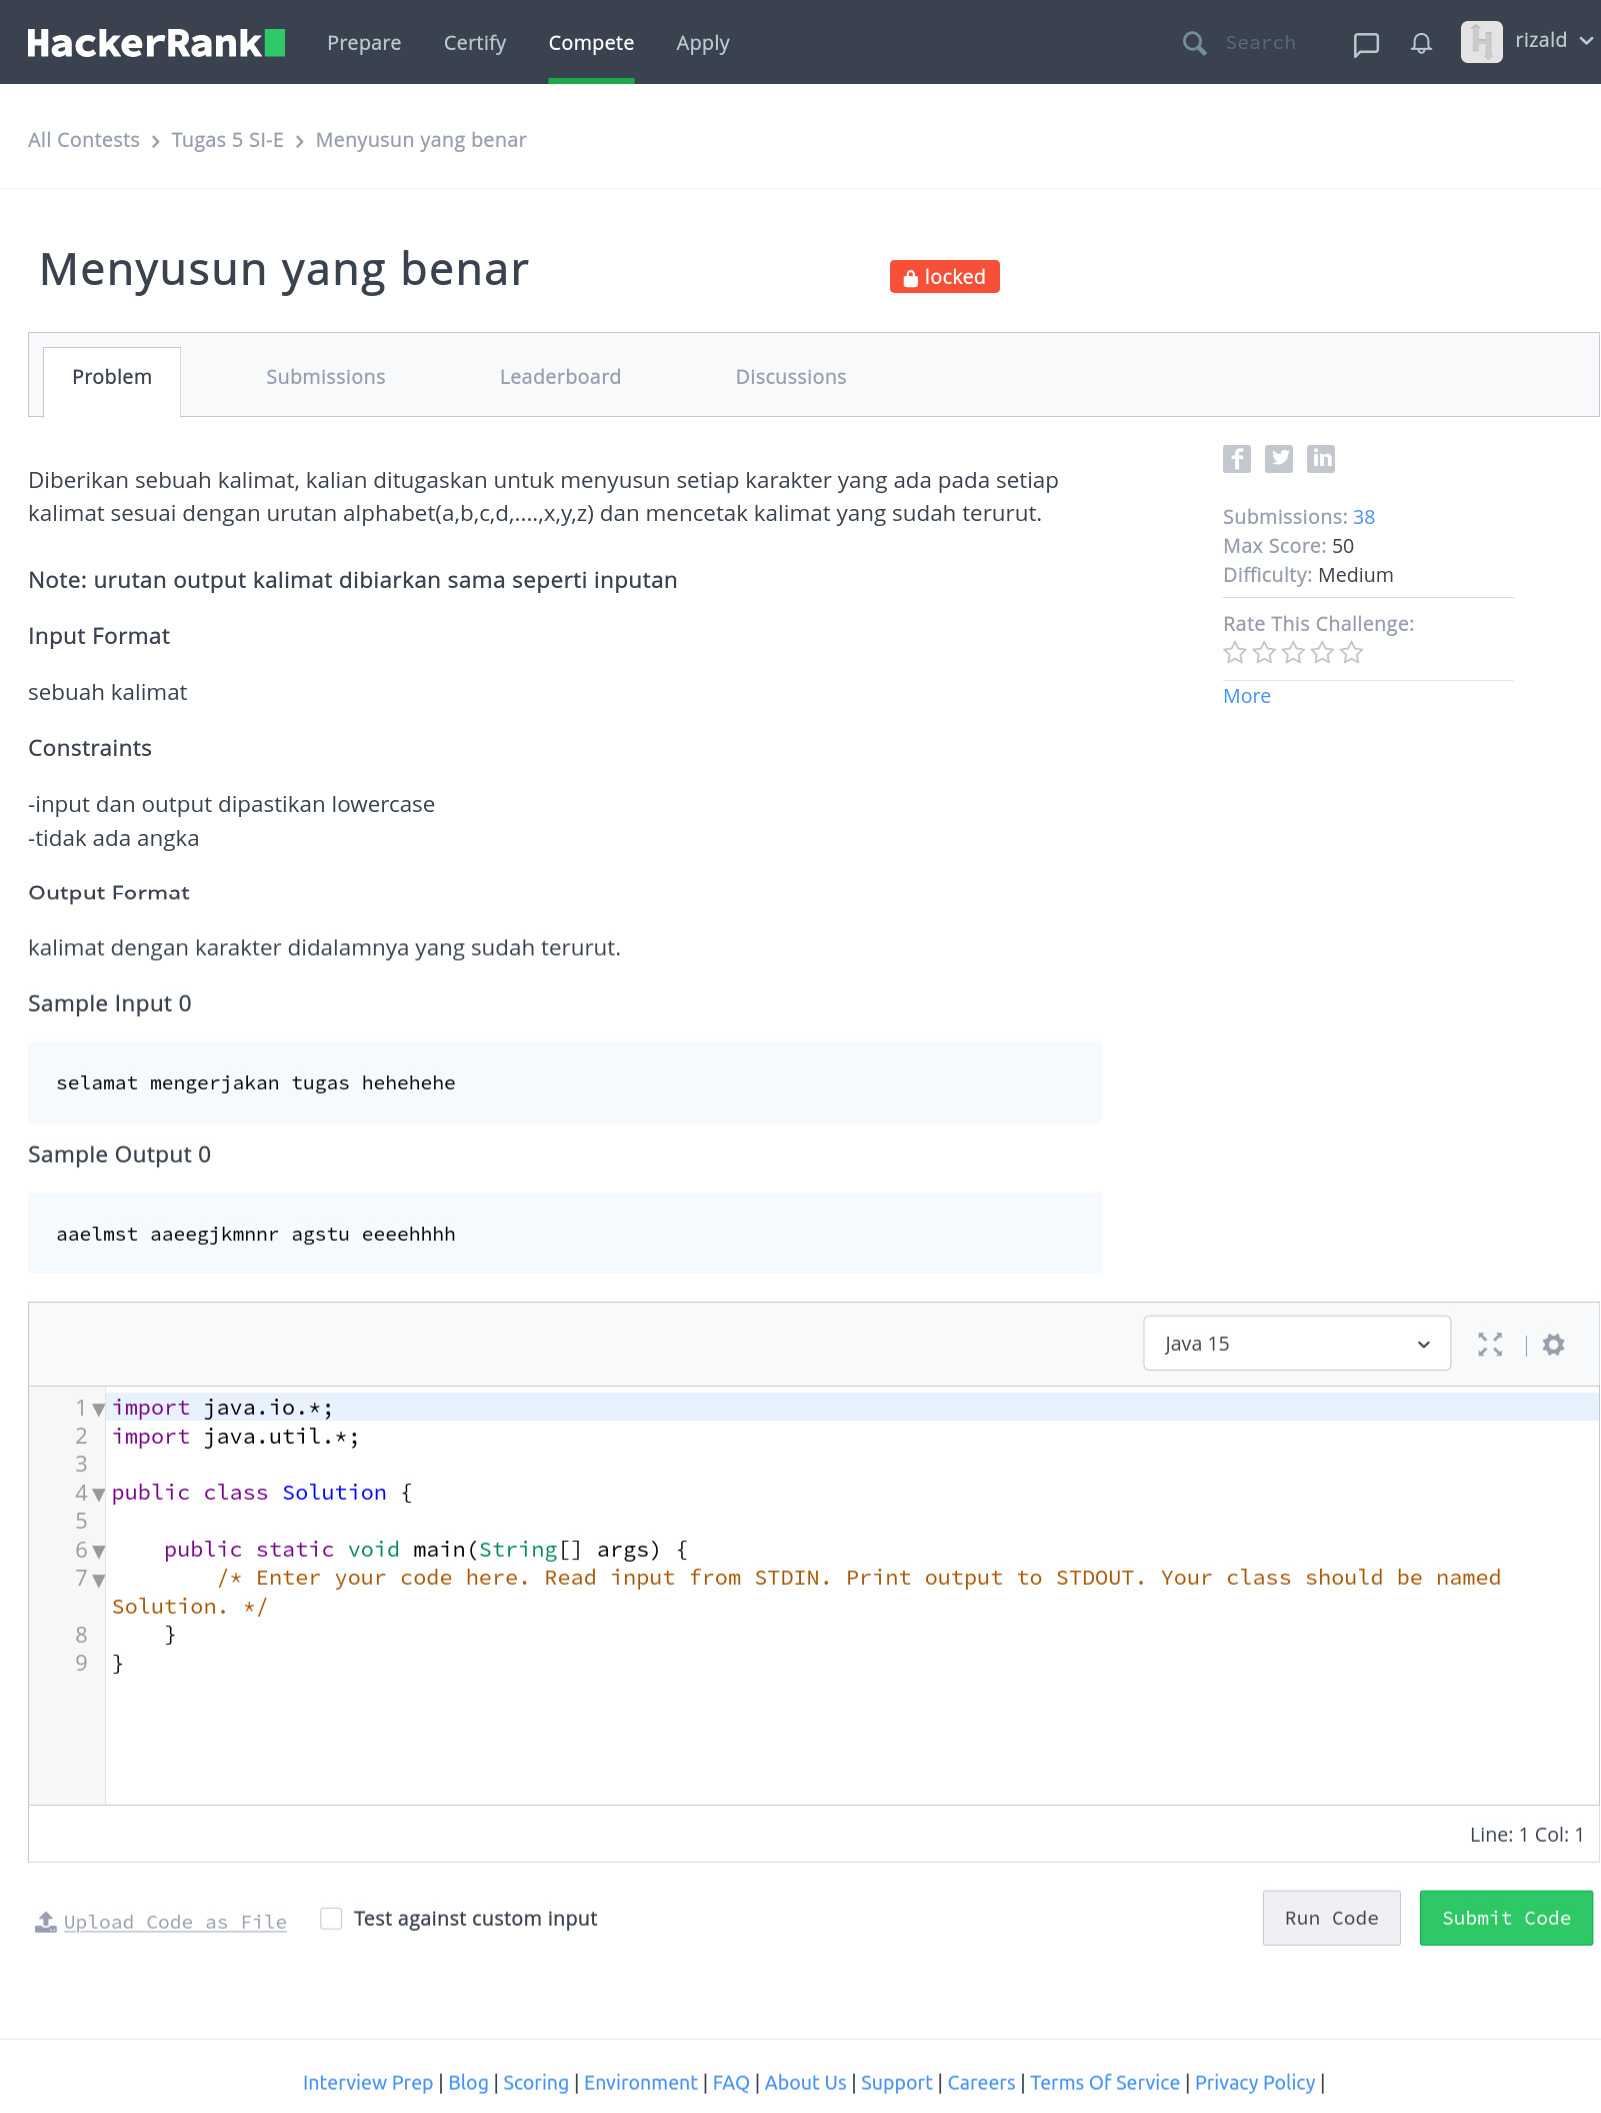 HackerRank Prepare Certify Compete Apply Search rizald
All Contests > Tugas 5 SI-E > Menyusun yang benar
Menyusun yang benar locked
Problem Submissions Leaderboard Discussions
Diberikan sebuah kalimat, kalian ditugaskan untuk menyusun setiap karakter yang ada pada setiap
kalimat sesuai dengan urutan alphabet(a,b,c,d,....,x,y,z) dan mencetak kalimat yang sudah terurut.
Note: urutan output kalimat dibiarkan sama seperti inputan
Input Format
sebuah kalimat
Constraints
-input dan output dipastikan lowercase
-tidak ada angka
Output Format
kalimat dengan karakter didalamnya yang sudah terurut.
Sample Input 0
selamat mengerjakan tugas hehehehe
Sample Output 0
aaelmst aaeegjkmnnr agstu eeeehhhh
Submissions: 38
Max Score: 50
Difficulty: Medium
Rate This Challenge:
More
Java 15
1 import java.io.*;
2 import java.util.*;
3
4 public class Solution {
5
6 public static void main(String[] args) {
7 /* Enter your code here. Read input from STDIN. Print output to STDOUT. Your class should be named
Solution. */
8 }
9 }
Line: 1 Col: 1
Upload Code as File Test against custom input Run Code Submit Code
Interview Prep | Blog | Scoring | Environment | FAQ | About Us | Support | Careers | Terms Of Service | Privacy Policy |